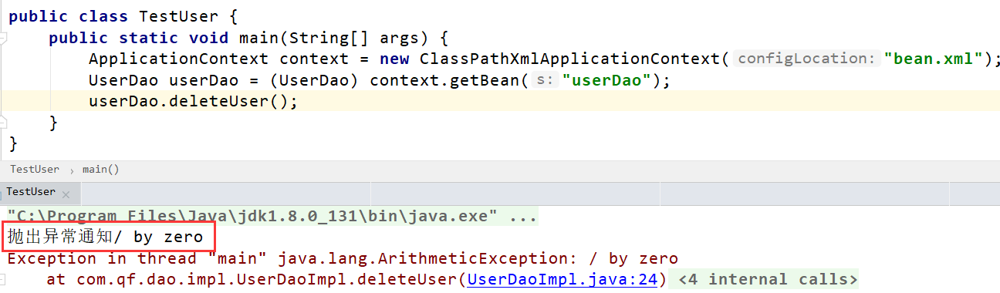 public class TestUser {
public static void main(String[] args) {
ApplicationContext context = new ClassPathXmlApplicationContext( configLocation: "bean.xml");
UserDao userDao = (UserDao) context.getBean( s: "userDao");
userDao.deleteUser();
}
}
TestUser › main()
TestUser ×
"C:\Program Files\Java\jdk1.8.0_131\bin\java.exe" ...
抛出异常通知/ by zero
Exception in thread "main" java.lang.ArithmeticException: / by zero
at com.qf.dao.impl.UserDaoImpl.deleteUser(UserDaoImpl.java:24) <4 internal calls>